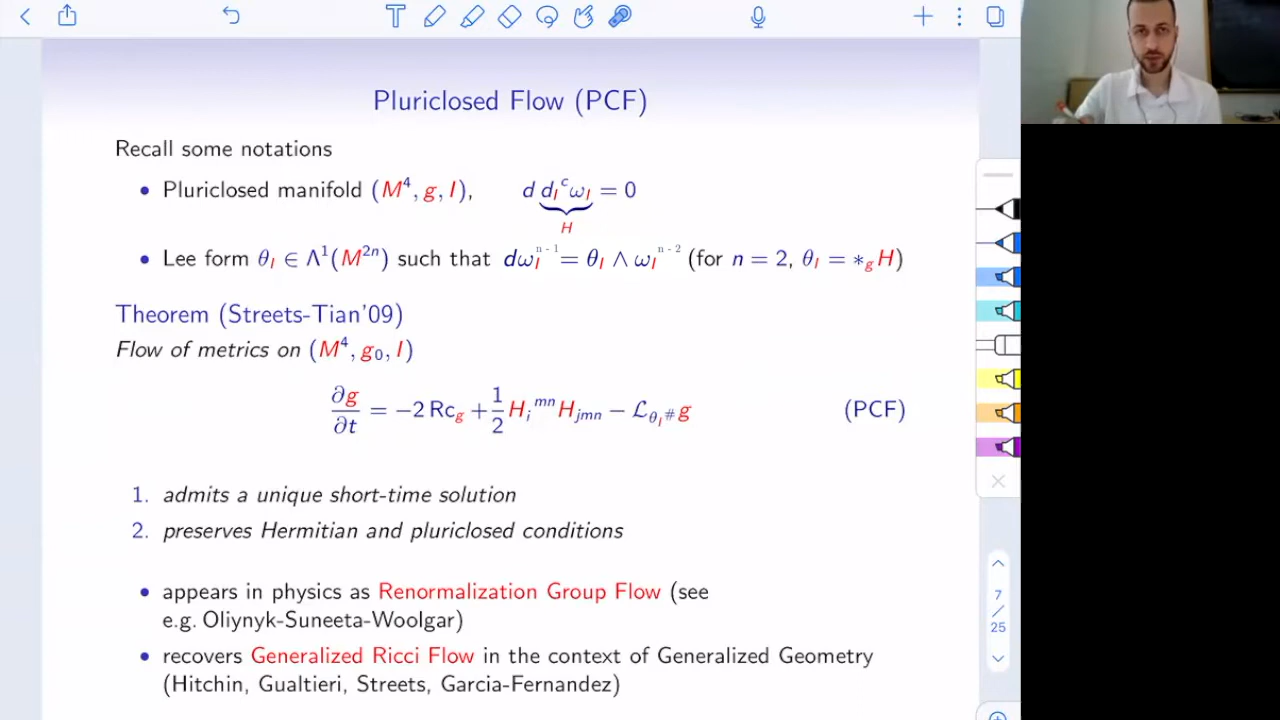 Pluriclosed Flow (PCF)
Recall some notations
• Pluriclosed manifold (M⁴, g, I), d d_I^c ω_I = 0
H
• Lee form θ_I ∈ Λ¹(M²ⁿ) such that dω_I^{n-1} = θ_I ∧ ω_I^{n-2} (for n = 2, θ_I = *_g H)
Theorem (Streets-Tian'09)
Flow of metrics on (M⁴, g₀, I)
∂g/∂t = −2 Rc_g + 1/2 H_i^{mn} H_{jmn} − ℒ_{θ_I^#} g (PCF)
1. admits a unique short-time solution
2. preserves Hermitian and pluriclosed conditions
• appears in physics as Renormalization Group Flow (see
e.g. Oliynyk-Suneeta-Woolgar)
• recovers Generalized Ricci Flow in the context of Generalized Geometry
(Hitchin, Gualtieri, Streets, Garcia-Fernandez)
7
/
25